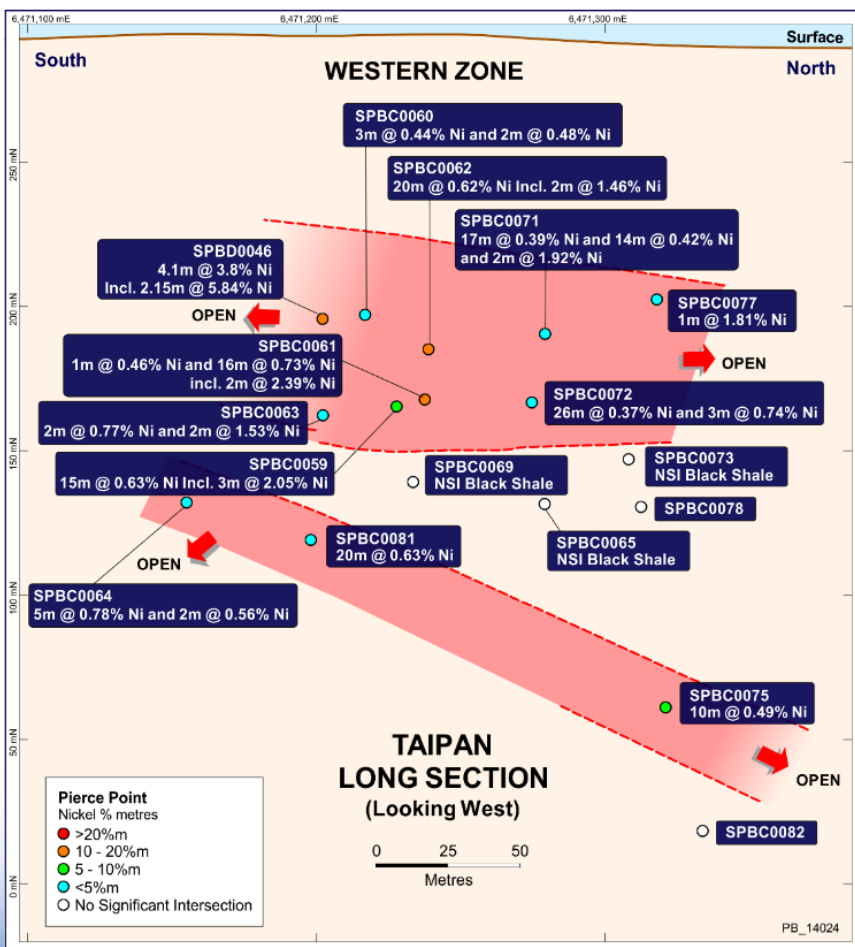 6,471,100 mE
6,471,200 mE
6,471,300 mE
Surface
South
WESTERN ZONE
North
SPBC0060
3m @ 0.44% Ni and 2m @ 0.48% Ni
250 mN
SPBC0062
20m @ 0.62% Ni Incl. 2m @ 1.46% Ni
SPBC0071
17m @ 0.39% Ni and 14m @ 0.42% Ni
and 2m @ 1.92% Ni
SPBD0046
4.1m @ 3.8% Ni
Incl. 2.15m @ 5.84% Ni
SPBC0077
1m @ 1.81% Ni
200 mN
OPEN
OPEN
SPBC0061
1m @ 0.46% Ni and 16m @ 0.73% Ni
incl. 2m @ 2.39% Ni
SPBC0072
26m @ 0.37% Ni and 3m @ 0.74% Ni
SPBC0063
2m @ 0.77% Ni and 2m @ 1.53% Ni
150 mN
SPBC0059
15m @ 0.63% Ni Incl. 3m @ 2.05% Ni
SPBC0069
NSI Black Shale
SPBC0073
NSI Black Shale
SPBC0078
SPBC0065
NSI Black Shale
SPBC0081
20m @ 0.63% Ni
OPEN
SPBC0064
5m @ 0.78% Ni and 2m @ 0.56% Ni
100 mN
SPBC0075
10m @ 0.49% Ni
50 mN
TAIPAN
LONG SECTION
(Looking West)
OPEN
Pierce Point
Nickel % metres
>20%m
10 - 20%m
5 - 10%m
<5%m
No Significant Intersection
0 25 50
Metres
SPBC0082
0 mN
PB_14024